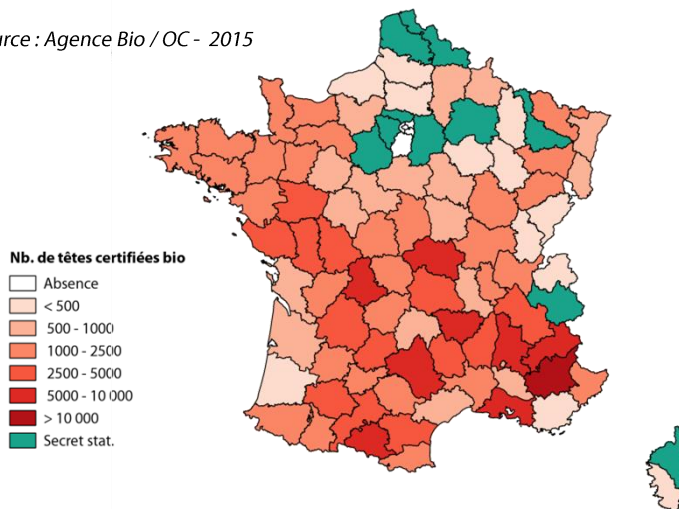 urce : Agence Bio / OC - 2015
Nb. de têtes certifiées bio
Absence
< 500
500 - 1000
1000 - 2500
2500 - 5000
5000 - 10 000
> 10 000
Secret stat.